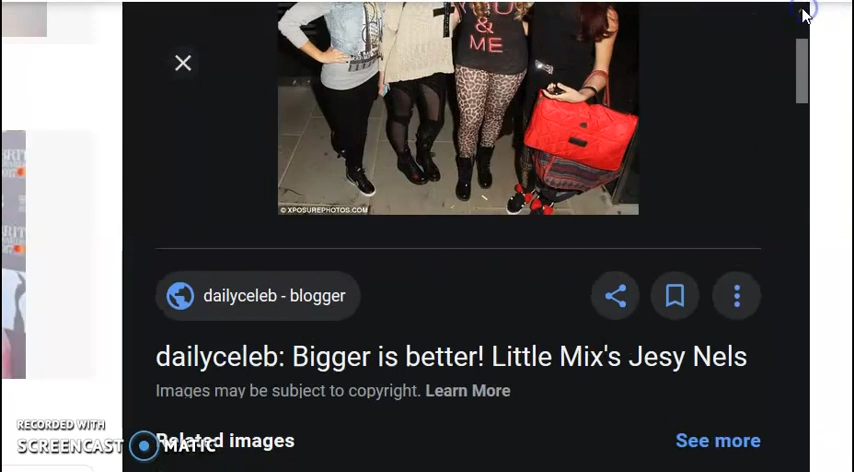 YOU
& ME
© XPOSUREPHOTOS.COM
dailyceleb - blogger
dailyceleb: Bigger is better! Little Mix's Jesy Nels
Images may be subject to copyright. Learn More
Related images See more
RECORDED WITH
SCREENCAST MATIC